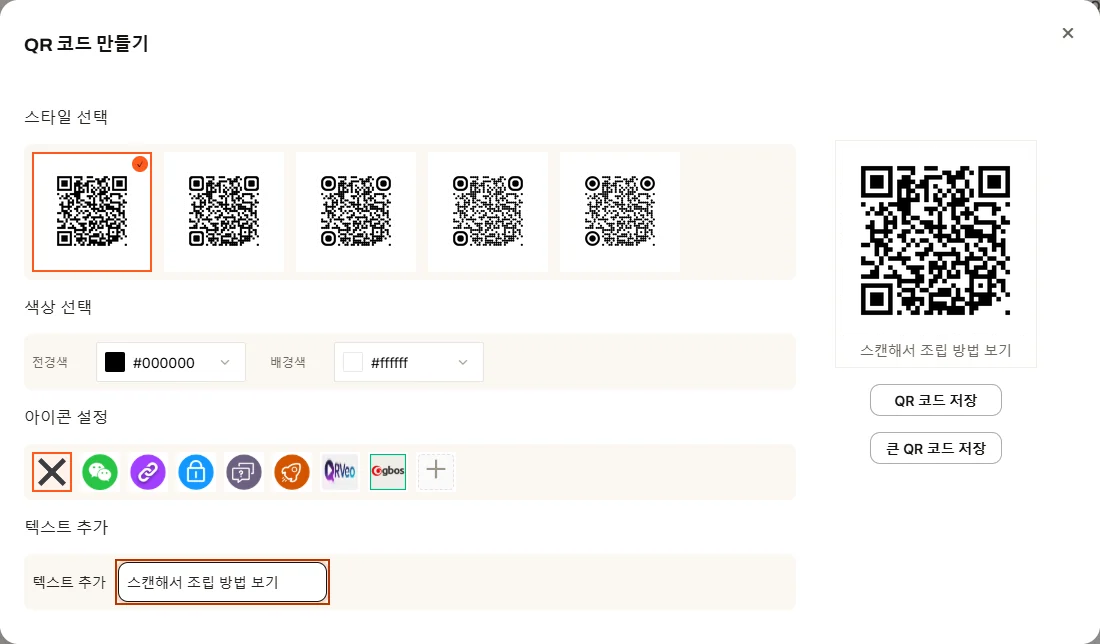 QR 코드 만들기
스타일 선택
색상 선택
전경색 #000000 배경색 #ffffff
아이콘 설정
QRVeo Ogbos
텍스트 추가
텍스트 추가 스캔해서 조립 방법 보기
스캔해서 조립 방법 보기
QR 코드 저장
큰 QR 코드 저장